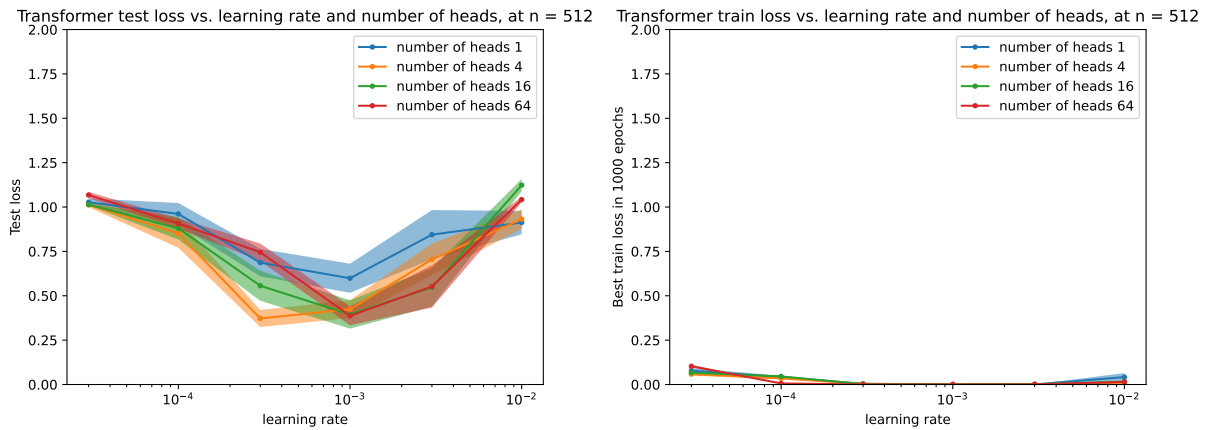 Transformer test loss vs. learning rate and number of heads, at n = 512
2.00
1.75
1.50
1.25
1.00
0.75
0.50
0.25
0.00
Test loss
number of heads 1
number of heads 4
number of heads 16
number of heads 64
10⁻⁴
10⁻³
10⁻²
learning rate
Transformer train loss vs. learning rate and number of heads, at n = 512
2.00
1.75
1.50
1.25
1.00
0.75
0.50
0.25
0.00
Best train loss in 1000 epochs
number of heads 1
number of heads 4
number of heads 16
number of heads 64
10⁻⁴
10⁻³
10⁻²
learning rate